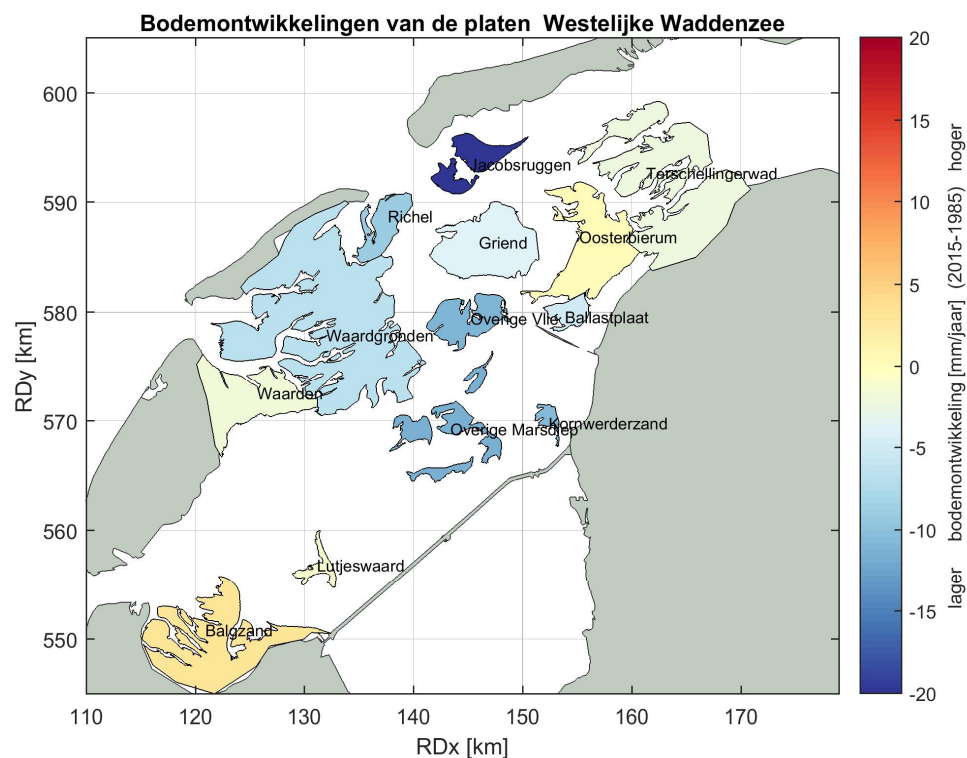 Bodemontwikkelingen van de platen  Westelijke Waddenzee
600
590
580
570
560
550
RDy [km]
110
120
130
140
150
160
170
RDx [km]
Jacobsruggen
Terschellingerwad
Richel
Griend
Oosterbierum
Overige Vlie
Ballastplaat
Waardgronden
Waarden
Overige Marsdiep
Kornwerderzand
Lutjeswaard
Balgzand
20
15
10
5
0
-5
-10
-15
-20
lager bodemontwikkeling [mm/jaar] (2015-1985) hoger